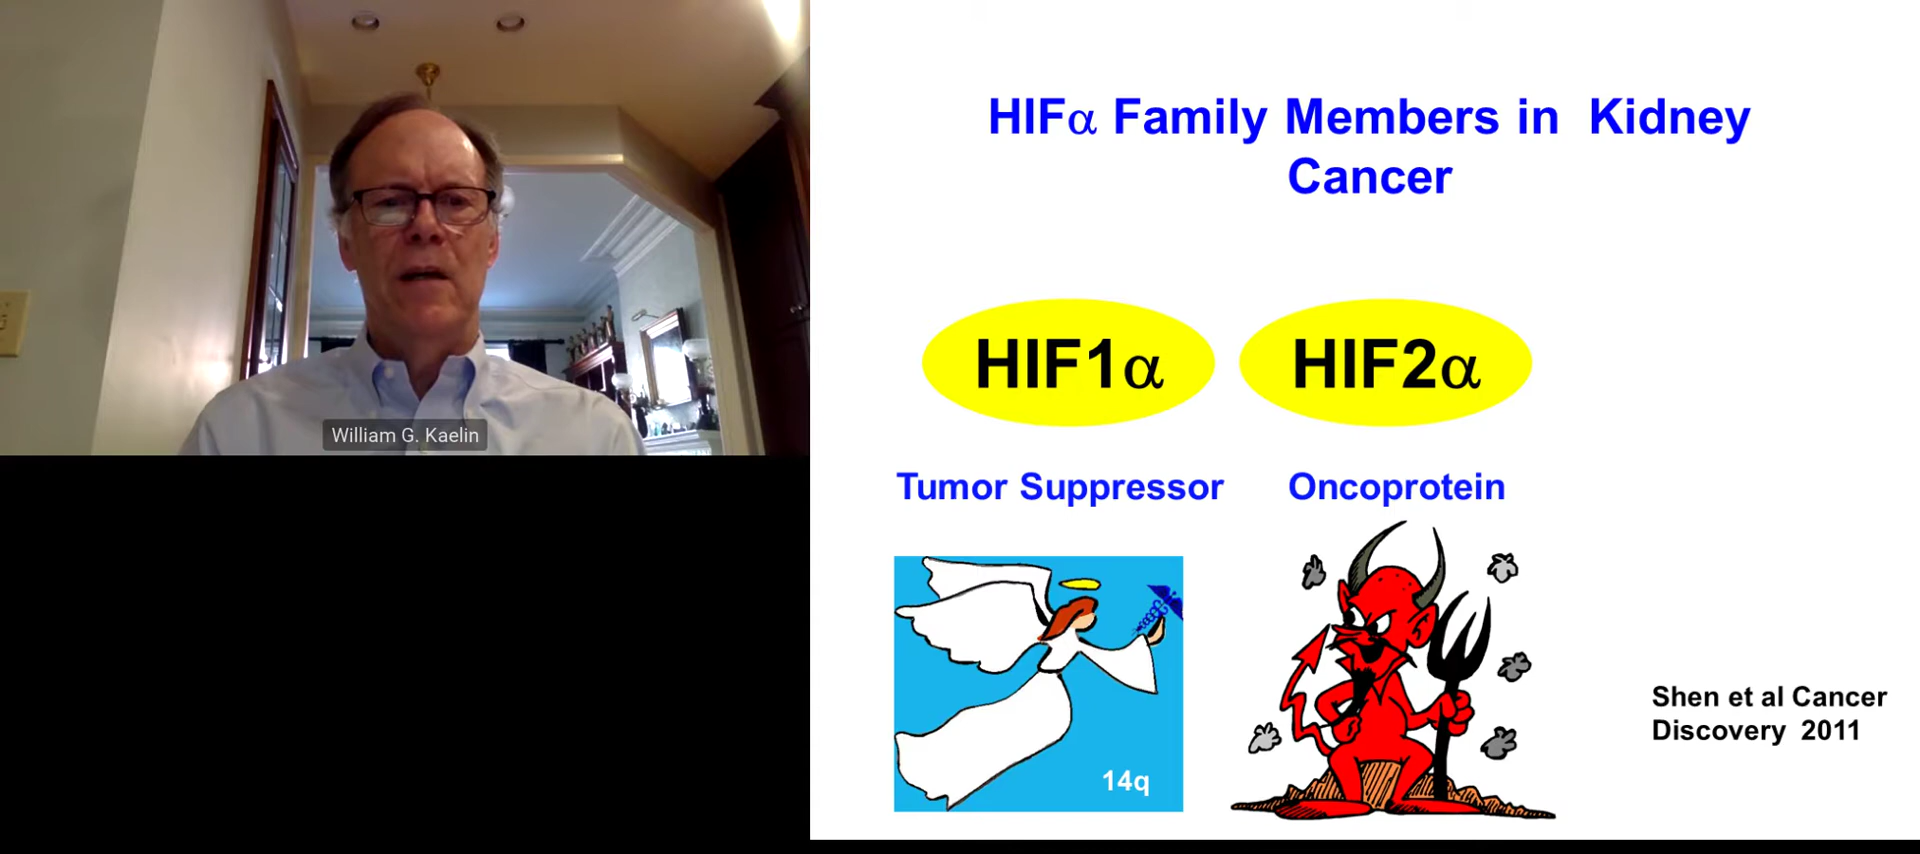 William G. Kaelin
HIFα Family Members in Kidney
Cancer
HIF1α
HIF2α
Tumor Suppressor
Oncoprotein
14q
Shen et al Cancer
Discovery 2011